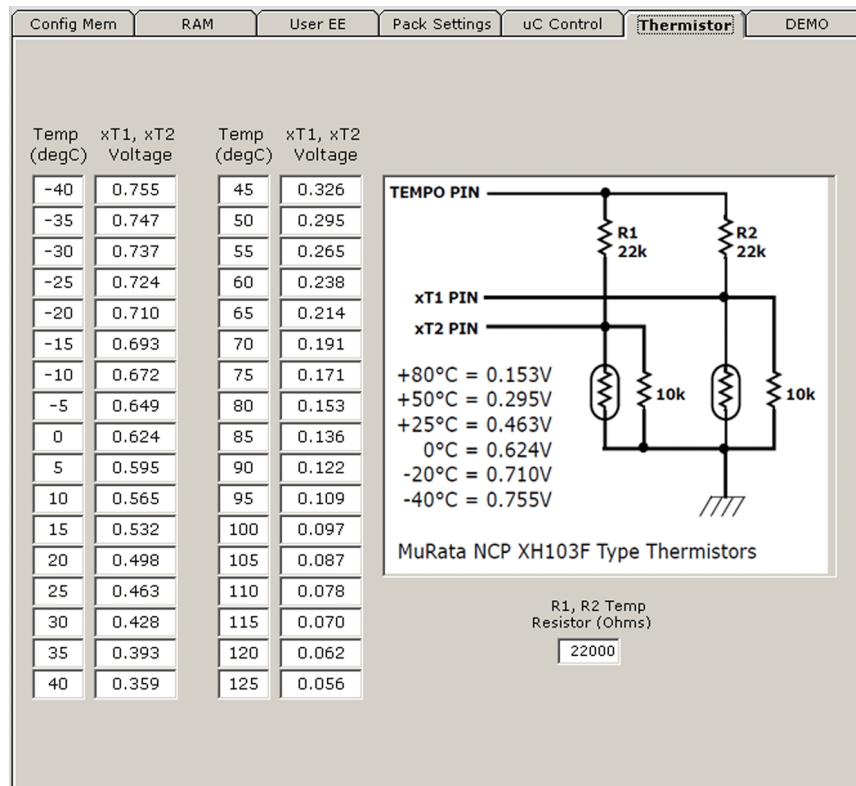 Config Mem RAM User EE Pack Settings uC Control Thermistor DEMO
Temp xT1, xT2 Temp xT1, xT2
(degC) Voltage (degC) Voltage
-40 0.755 45 0.326
-35 0.747 50 0.295
-30 0.737 55 0.265
-25 0.724 60 0.238
-20 0.710 65 0.214
-15 0.693 70 0.191
-10 0.672 75 0.171
-5 0.649 80 0.153
0 0.624 85 0.136
5 0.595 90 0.122
10 0.565 95 0.109
15 0.532 100 0.097
20 0.498 105 0.087
25 0.463 110 0.078
30 0.428 115 0.070
35 0.393 120 0.062
40 0.359 125 0.056
TEMPO PIN
R1 R2
22k 22k
xT1 PIN
xT2 PIN
10k 10k
+80°C = 0.153V
+50°C = 0.295V
+25°C = 0.463V
0°C = 0.624V
-20°C = 0.710V
-40°C = 0.755V
MuRata NCP XH103F Type Thermistors
R1, R2 Temp
Resistor (Ohms)
22000